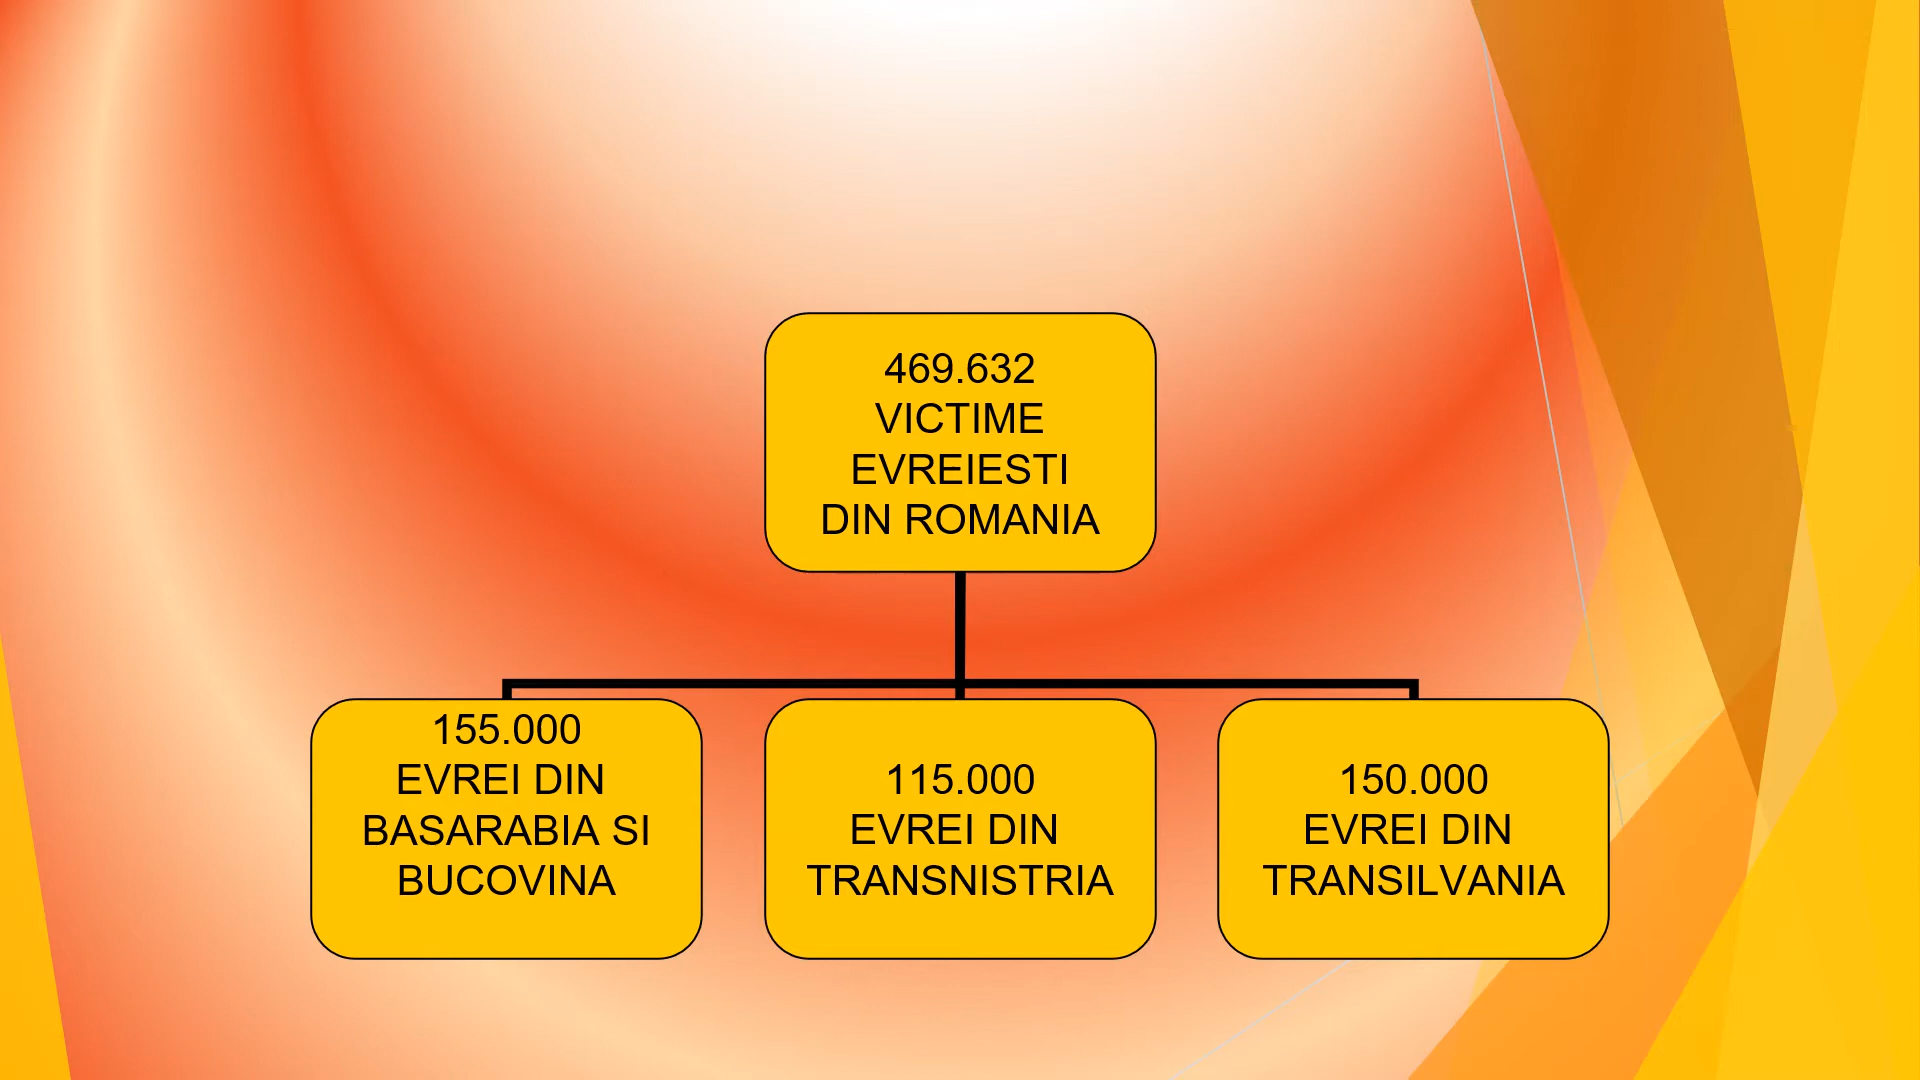 469.632
VICTIME
EVREIESTI
DIN ROMANIA
155.000
EVREI DIN
BASARABIA SI
BUCOVINA
115.000
EVREI DIN
TRANSNISTRIA
150.000
EVREI DIN
TRANSILVANIA